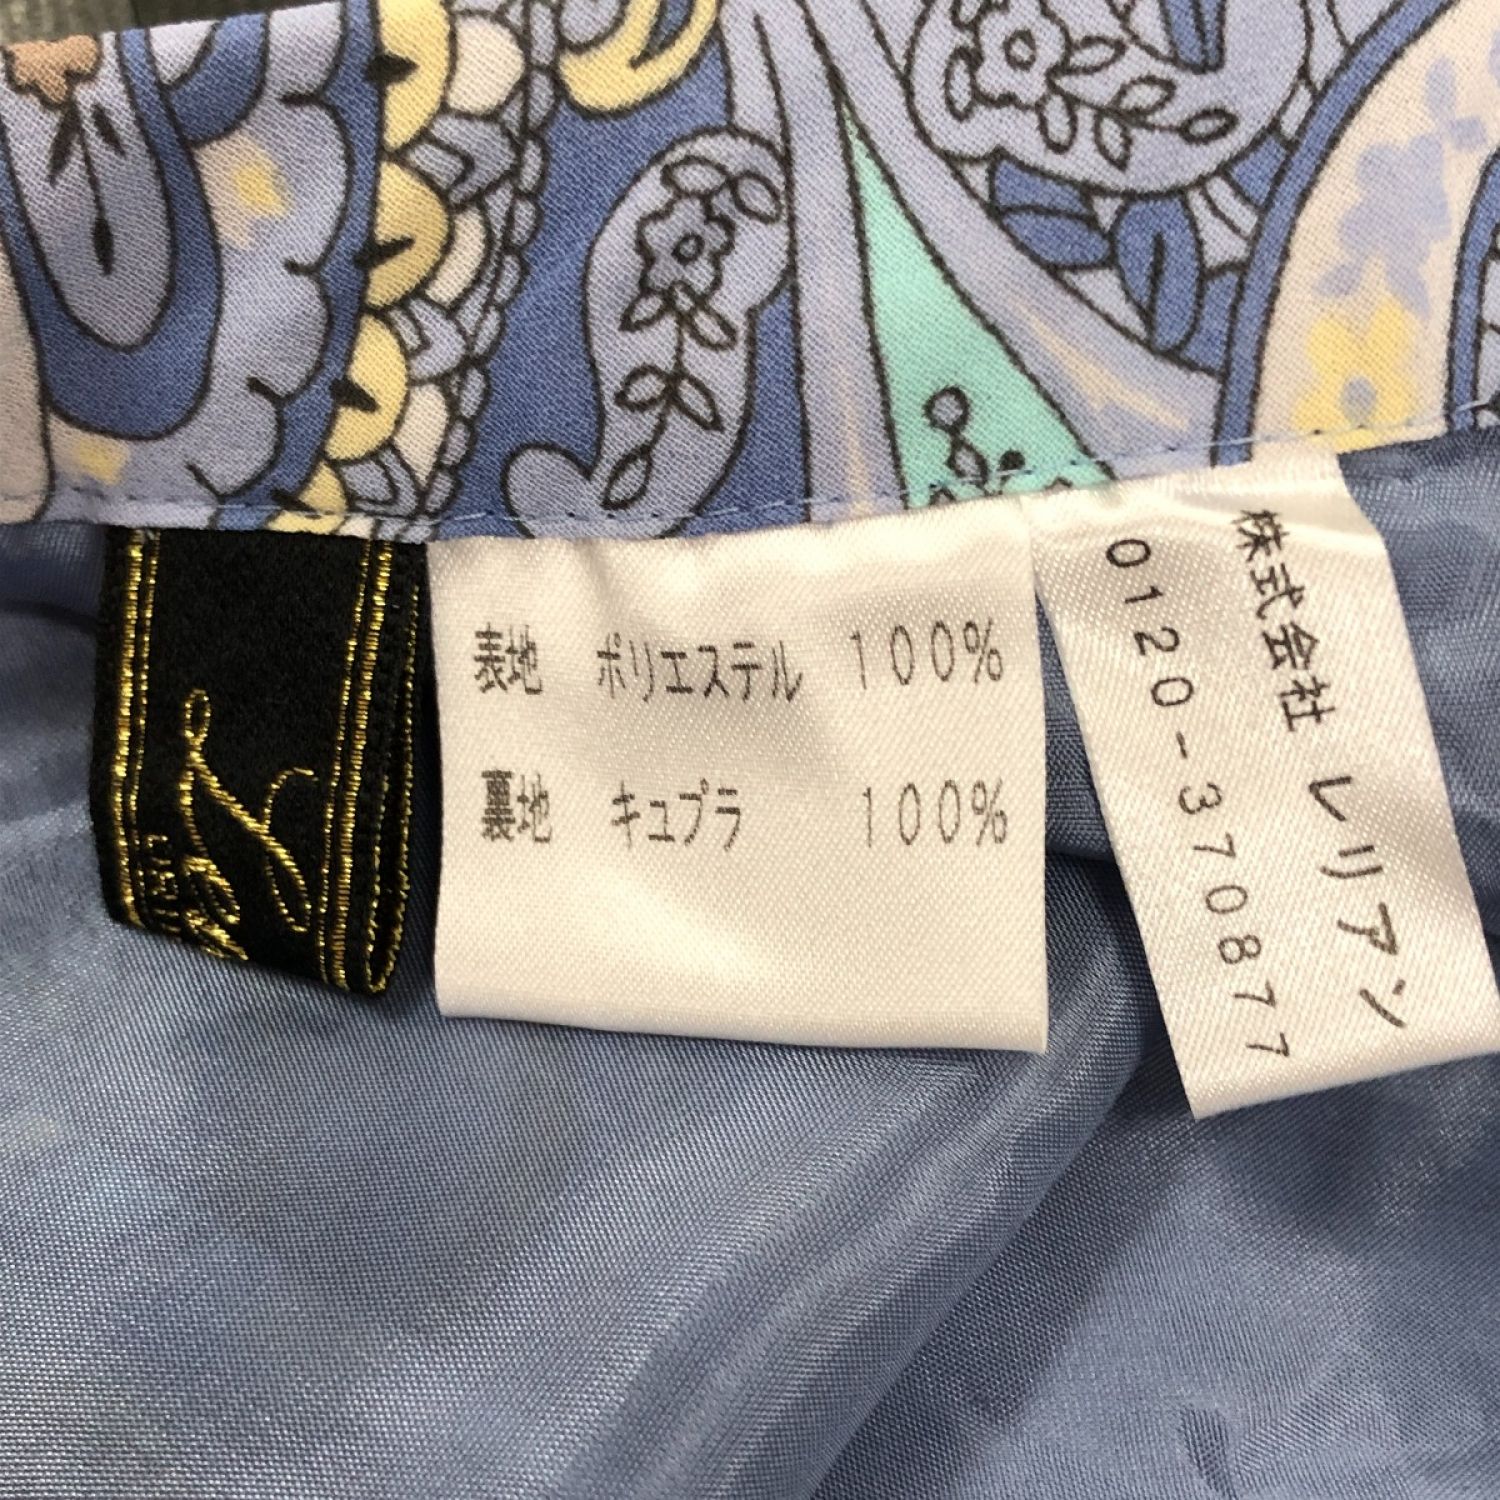 表地 ポリエステル 100%
裏地 キュプラ 100%
株式会社 レリアン
0120-370877